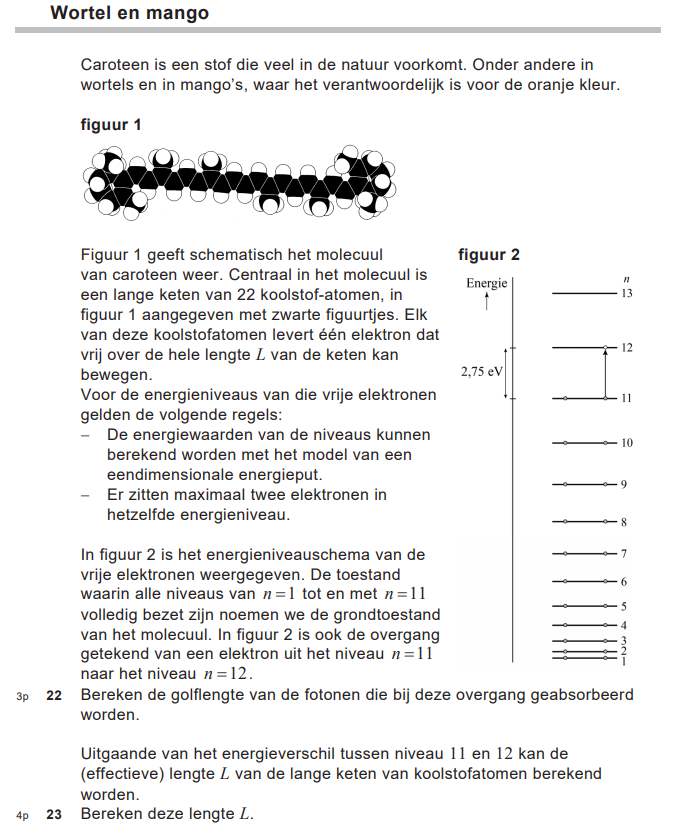 Wortel en mango
Caroteen is een stof die veel in de natuur voorkomt. Onder andere in
wortels en in mango's, waar het verantwoordelijk is voor de oranje kleur.
figuur 1
Figuur 1 geeft schematisch het molecuul
van caroteen weer. Centraal in het molecuul is
een lange keten van 22 koolstof-atomen, in
figuur 1 aangegeven met zwarte figuurtjes. Elk
van deze koolstofatomen levert één elektron dat
vrij over de hele lengte L van de keten kan
bewegen.
Voor de energieniveaus van die vrije elektronen
gelden de volgende regels:
– De energiewaarden van de niveaus kunnen
berekend worden met het model van een
eendimensionale energieput.
– Er zitten maximaal twee elektronen in
hetzelfde energieniveau.
In figuur 2 is het energieniveauschema van de
vrije elektronen weergegeven. De toestand
waarin alle niveaus van n=1 tot en met n=11
volledig bezet zijn noemen we de grondtoestand
van het molecuul. In figuur 2 is ook de overgang
getekend van een elektron uit het niveau n=11
naar het niveau n=12.
figuur 2
Energie
n
13
12
2,75 eV
11
10
9
8
7
6
5
4
3
2
1
3p 22 Bereken de golflengte van de fotonen die bij deze overgang geabsorbeerd
worden.
Uitgaande van het energieverschil tussen niveau 11 en 12 kan de
(effectieve) lengte L van de lange keten van koolstofatomen berekend
worden.
4p 23 Bereken deze lengte L.